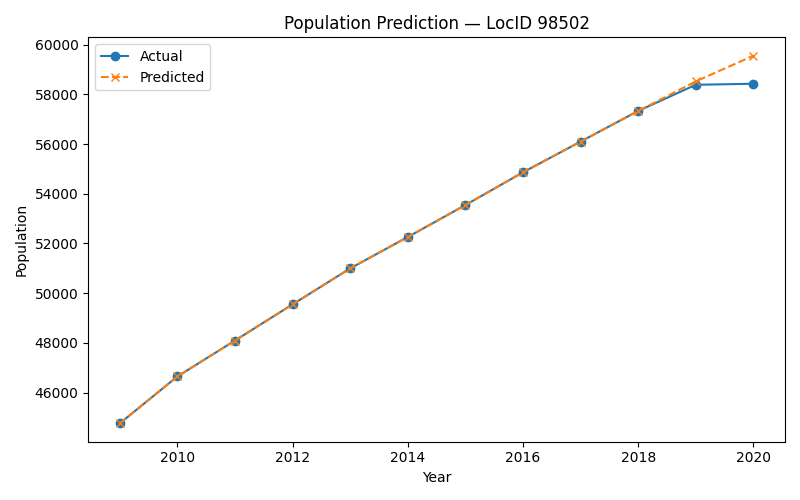 Population Prediction — LocID 98502
Actual
Predicted
Population
60000
58000
56000
54000
52000
50000
48000
46000
2010 2012 2014 2016 2018 2020
Year